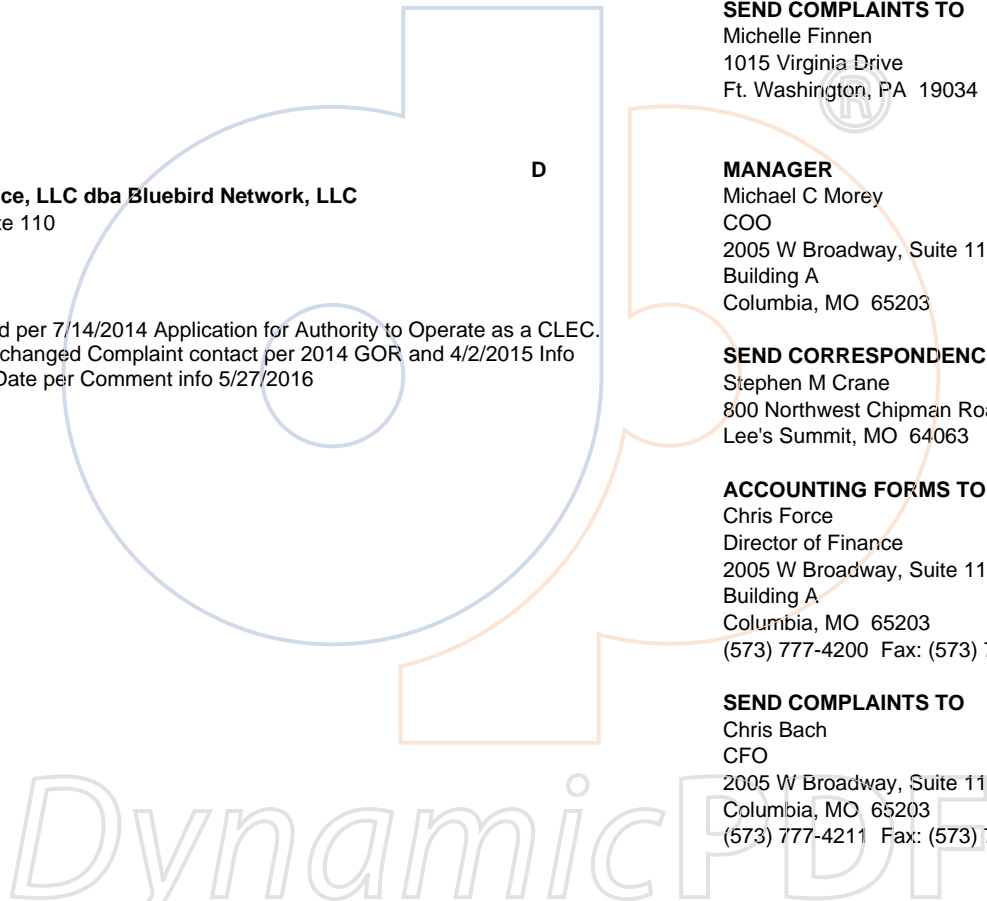 SEND COMPLAINTS TO
Michelle Finnen
1015 Virginia Drive
Ft. Washington, PA 19034
D
ce, LLC dba Bluebird Network, LLC
te 110
d per 7/14/2014 Application for Authority to Operate as a CLEC.
changed Complaint contact per 2014 GOR and 4/2/2015 Info
Date per Comment info 5/27/2016
MANAGER
Michael C Morey
COO
2005 W Broadway, Suite 11
Building A
Columbia, MO 65203
SEND CORRESPONDENC
Stephen M Crane
800 Northwest Chipman Roa
Lee's Summit, MO 64063
ACCOUNTING FORMS TO
Chris Force
Director of Finance
2005 W Broadway, Suite 11
Building A
Columbia, MO 65203
(573) 777-4200 Fax: (573) 7
SEND COMPLAINTS TO
Chris Bach
CFO
2005 W Broadway, Suite 11
Columbia, MO 65203
(573) 777-4211 Fax: (573) 7
DynamicPDF
®